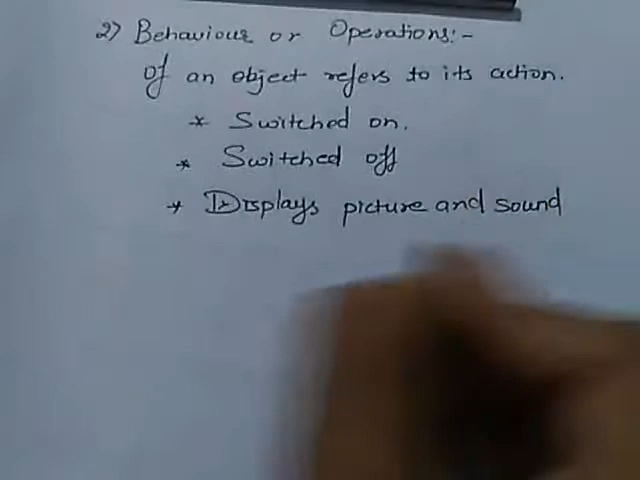 2) Behaviour or Operations:-
of an object refers to its action.
* Switched on.
* Switched off
* Displays picture and sound